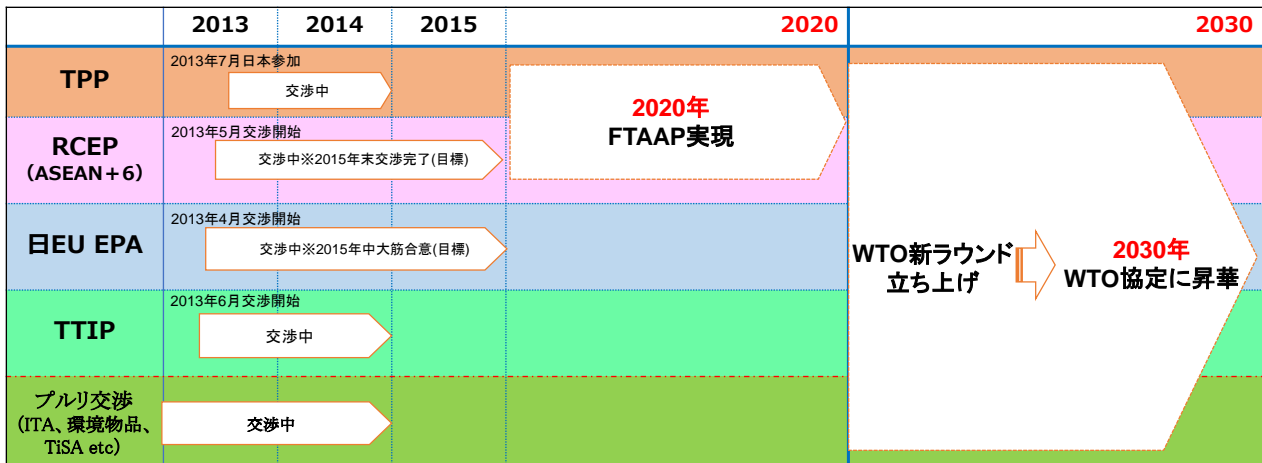 2013
2014
2015
2020
2030
TPP
2013年7月日本参加
交渉中
2020年
FTAAP実現
RCEP
(ASEAN+6)
2013年5月交渉開始
交渉中※2015年末交渉完了(目標)
日EU EPA
2013年4月交渉開始
交渉中※2015年中大筋合意(目標)
WTO新ラウンド
立ち上げ
2030年
WTO協定に昇華
TTIP
2013年6月交渉開始
交渉中
プルリ交渉
(ITA、環境物品、
TiSA etc)
交渉中